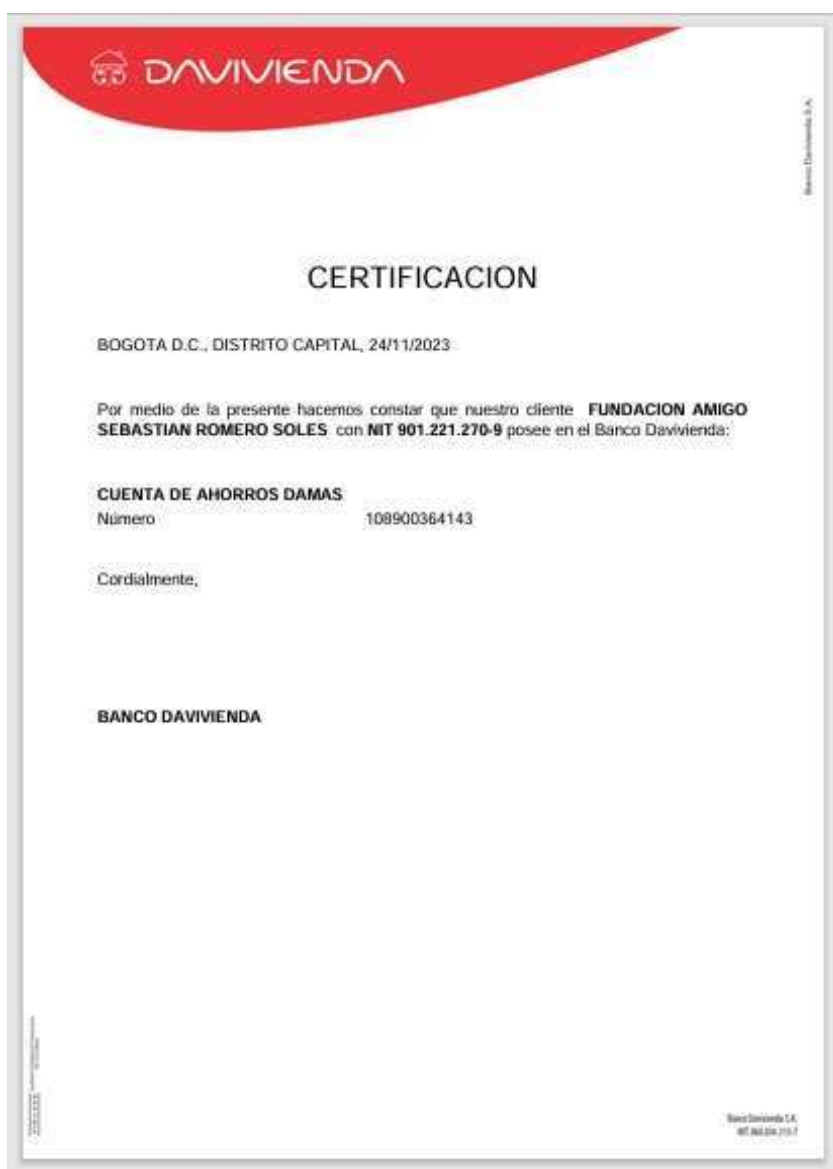 DAVIVIENDA
Banco Davivienda S.A.
CERTIFICACION
BOGOTA D.C., DISTRITO CAPITAL, 24/11/2023
Por medio de la presente hacemos constar que nuestro cliente FUNDACION AMIGO
SEBASTIAN ROMERO SOLES con NIT 901.221.270-9 posee en el Banco Davivienda:
CUENTA DE AHORROS DAMAS
Número 108900364143
Cordialmente,
BANCO DAVIVIENDA
Banco Davivienda S.A.